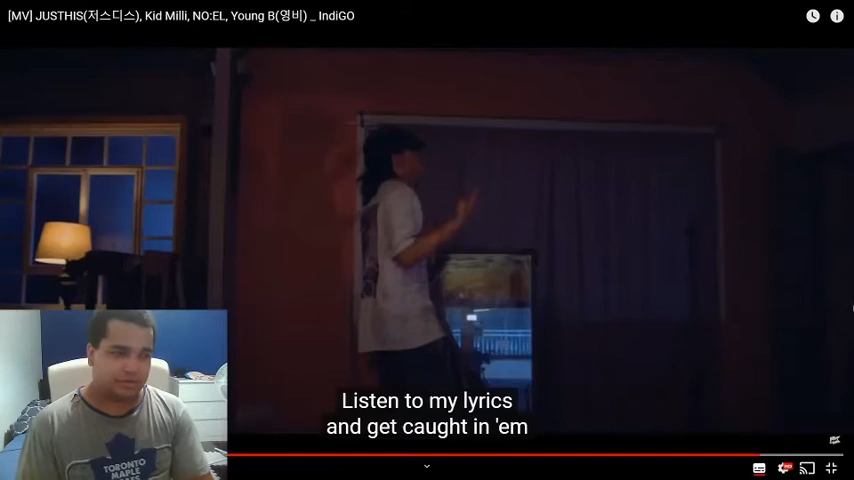 [MV] JUSTHIS(저스디스), Kid Milli, NO:EL, Young B(영비) _ IndiGO
Listen to my lyrics
and get caught in 'em
TORONTO
MAPLE